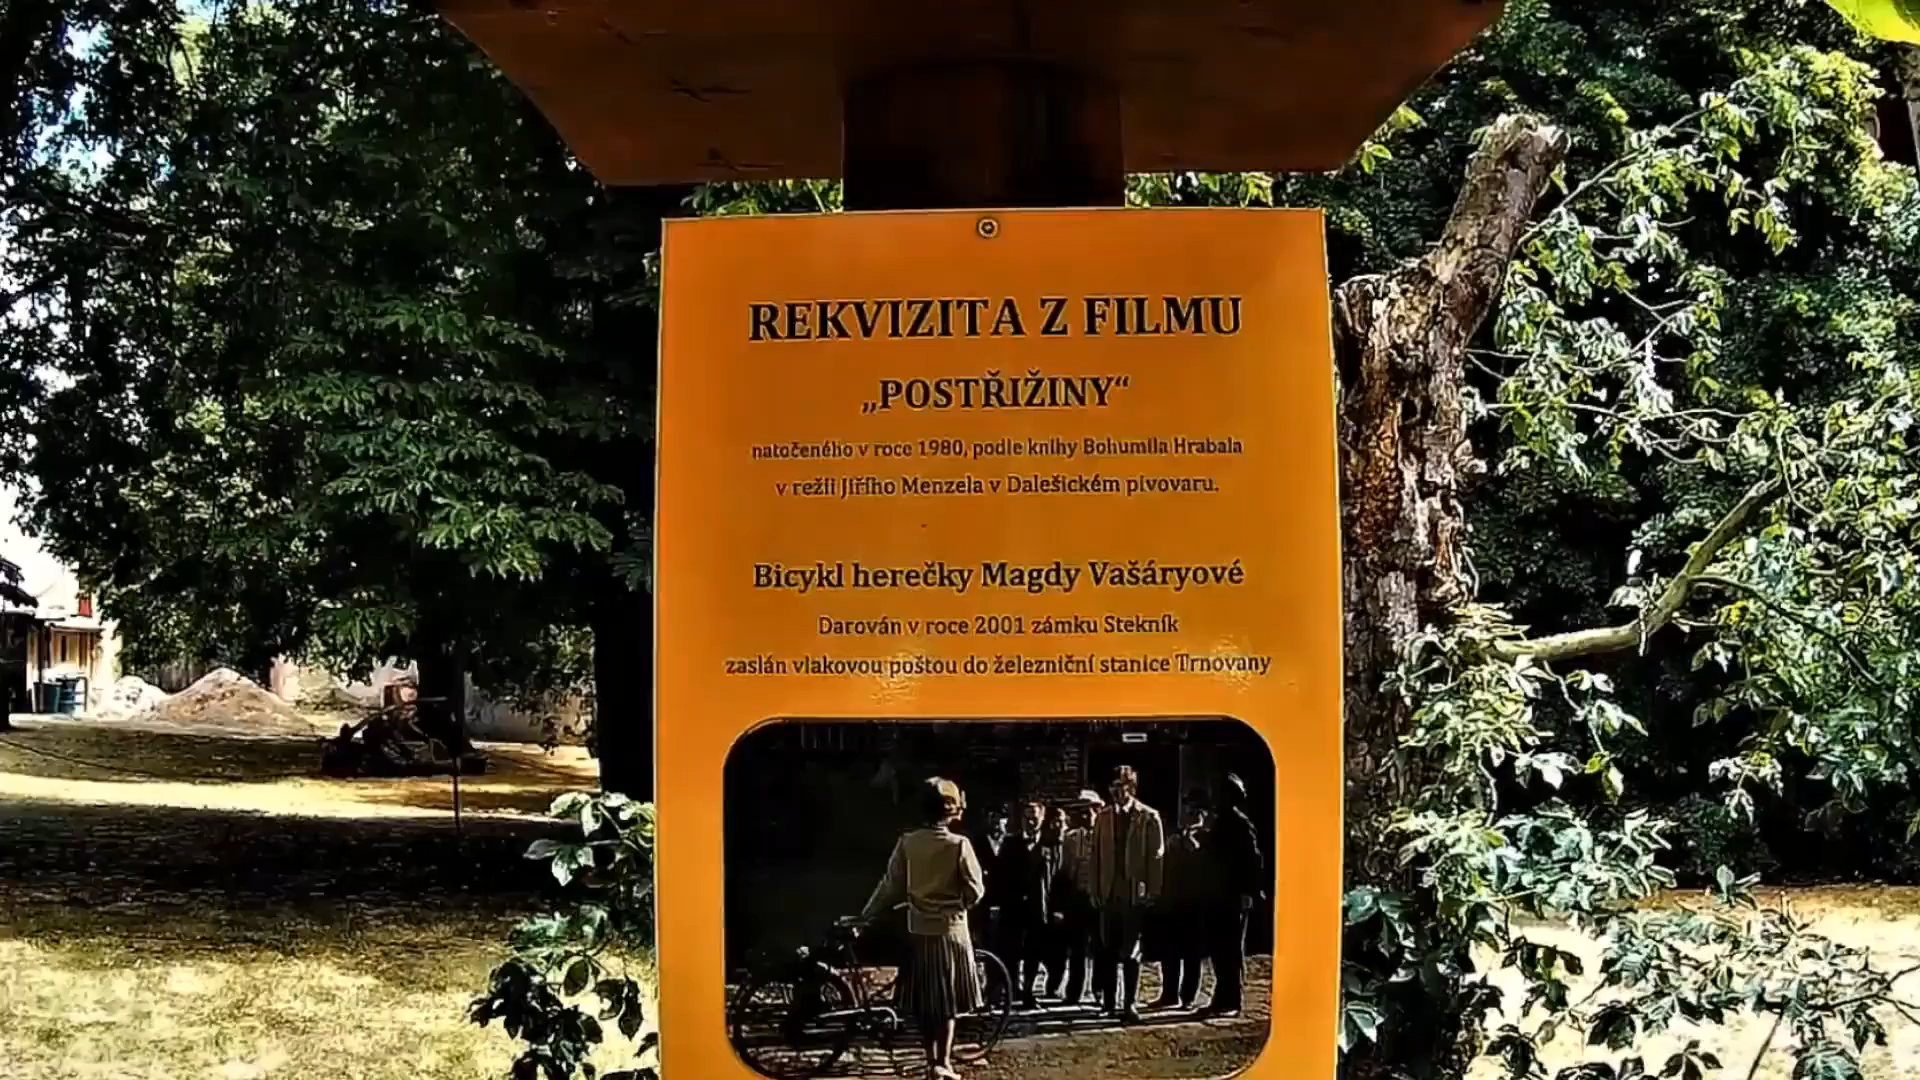 REKVIZITA Z FILMU
„POSTŘIŽINY“
natočeného v roce 1980, podle knihy Bohumila Hrabala
v režii Jiřího Menzela v Dalešickém pivovaru.
Bicykl herečky Magdy Vašáryové
Darován v roce 2001 zámku Stekník
zaslán vlakovou poštou do železniční stanice Trnovany